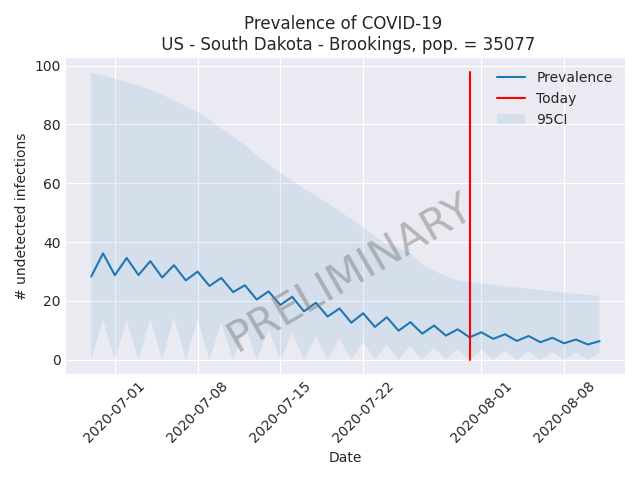 Prevalence of COVID-19
US - South Dakota - Brookings, pop. = 35077
100
80
60
40
20
0
# undetected infections
Prevalence
Today
95CI
PRELIMINARY
2020-07-01
2020-07-08
2020-07-15
2020-07-22
2020-08-01
2020-08-08
Date